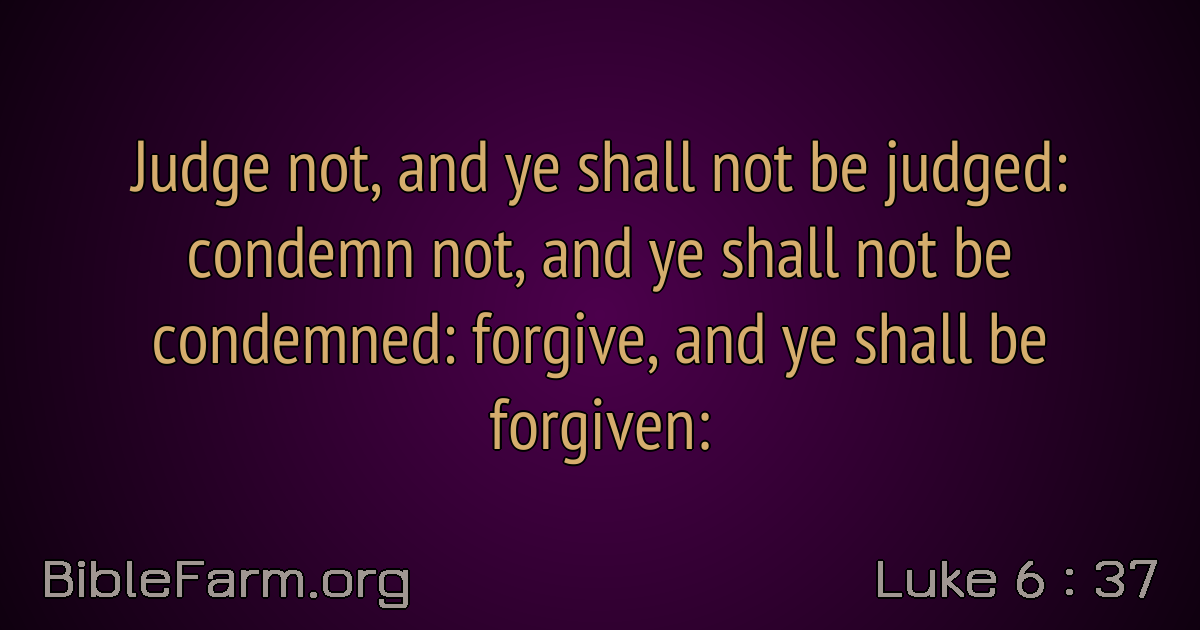 Judge not, and ye shall not be judged:
condemn not, and ye shall not be
condemned: forgive, and ye shall be
forgiven:
BibleFarm.org
Luke 6 : 37